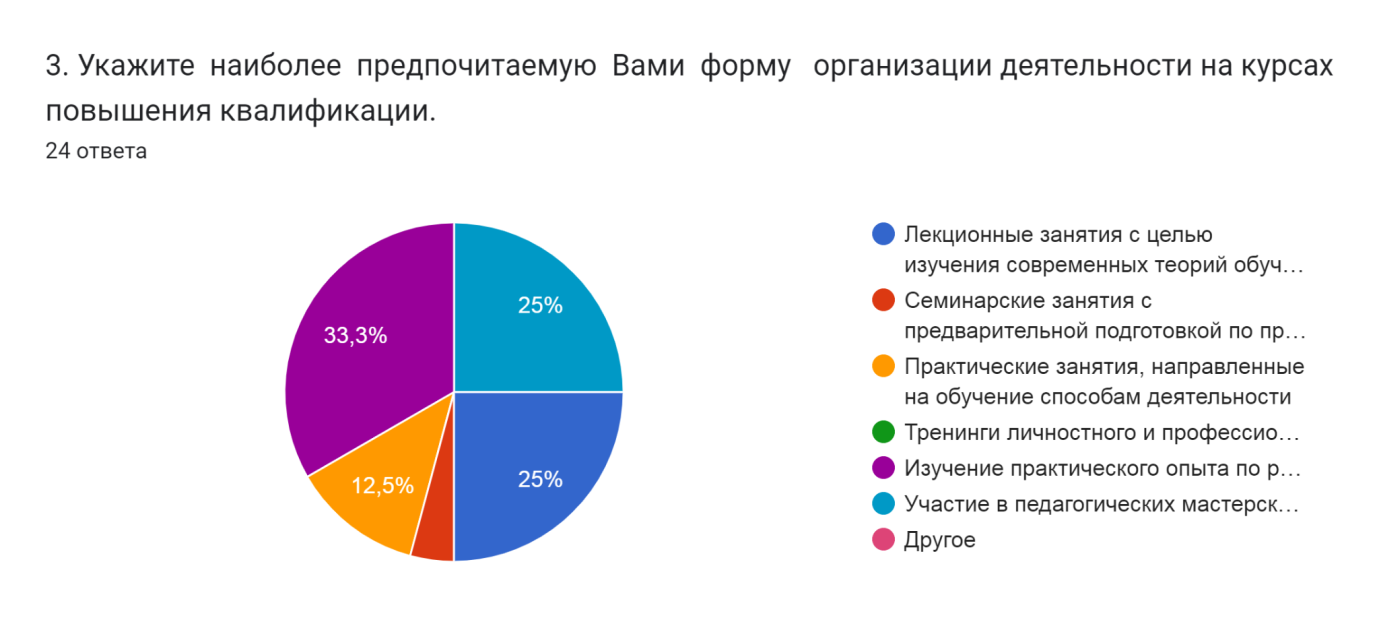 3. Укажите наиболее предпочитаемую Вами форму организации деятельности на курсах
повышения квалификации.
24 ответа
25%
33,3%
25%
12,5%
Лекционные занятия с целью
изучения современных теорий обуч…
Семинарские занятия с
предварительной подготовкой по пр…
Практические занятия, направленные
на обучение способам деятельности
Тренинги личностного и профессио…
Изучение практического опыта по р…
Участие в педагогических мастерск…
Другое